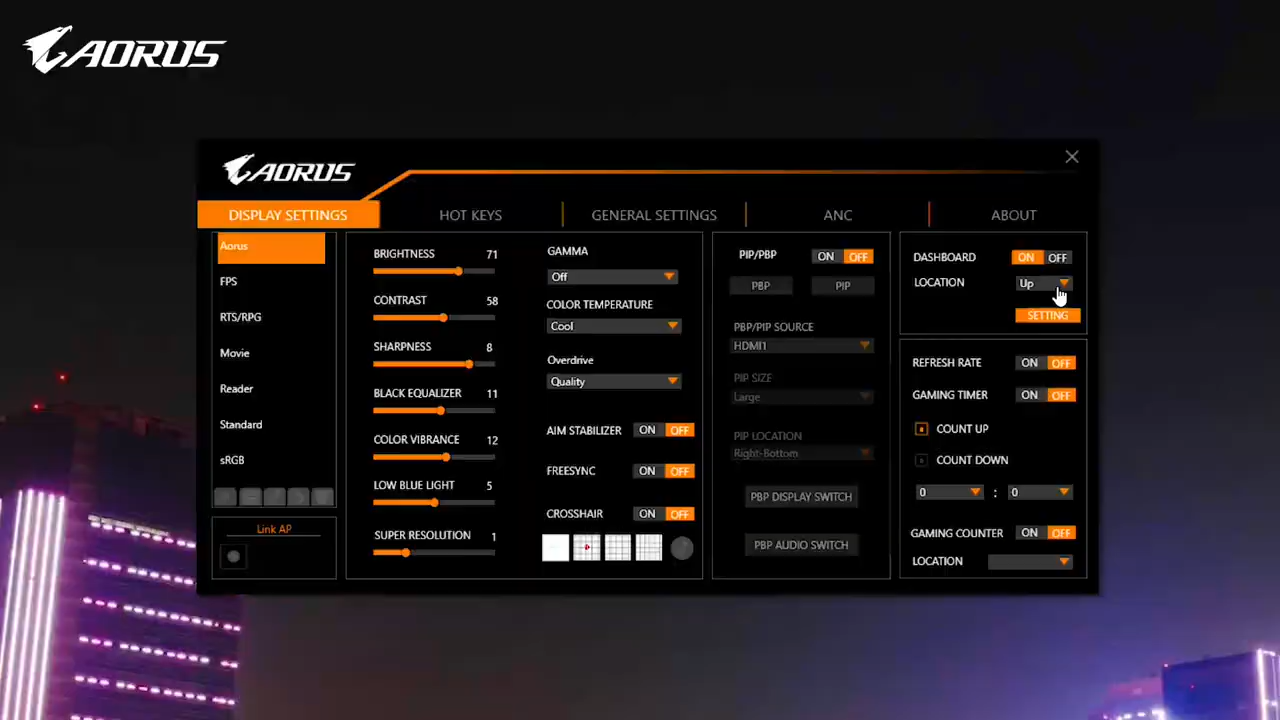 AORUS
AORUS
DISPLAY SETTINGS
HOT KEYS
GENERAL SETTINGS
ANC
ABOUT
Aorus
FPS
RTS/RPG
Movie
Reader
Standard
sRGB
Link AP
BRIGHTNESS 71
CONTRAST 58
SHARPNESS 8
BLACK EQUALIZER 11
COLOR VIBRANCE 12
LOW BLUE LIGHT 5
SUPER RESOLUTION 1
GAMMA
Off
COLOR TEMPERATURE
Cool
Overdrive
Quality
AIM STABILIZER ON OFF
FREESYNC ON OFF
CROSSHAIR ON OFF
PIP/PBP ON OFF
PBP PIP
PBP/PIP SOURCE
HDMI1
PIP SIZE
Large
PIP LOCATION
Right-Bottom
PBP DISPLAY SWITCH
PBP AUDIO SWITCH
DASHBOARD ON OFF
LOCATION Up
SETTING
REFRESH RATE ON OFF
GAMING TIMER ON OFF
COUNT UP
COUNT DOWN
0 : 0
GAMING COUNTER ON OFF
LOCATION